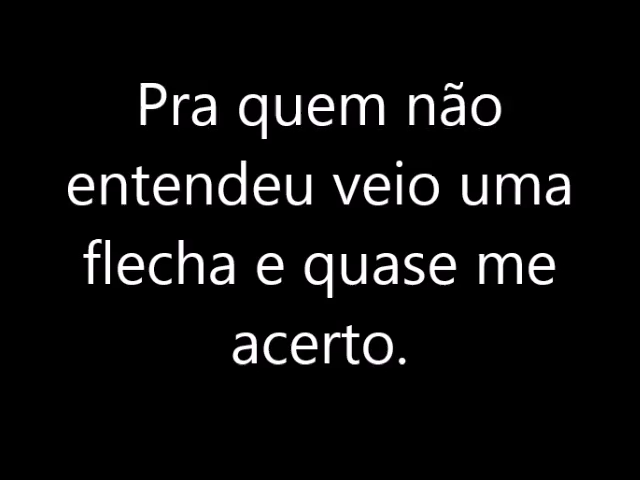 Pra quem não
entendeu veio uma
flecha e quase me
acerto.